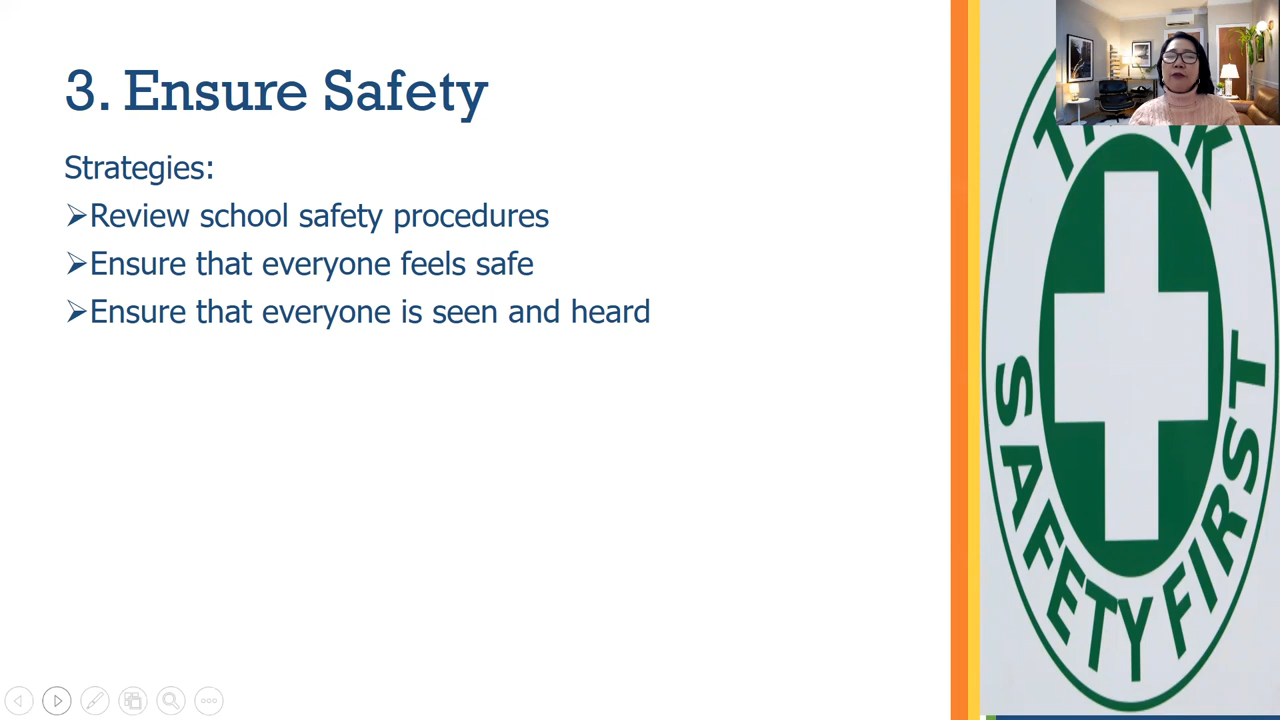 3. Ensure Safety
Strategies:
Review school safety procedures
Ensure that everyone feels safe
Ensure that everyone is seen and heard
SAFETY FIRST